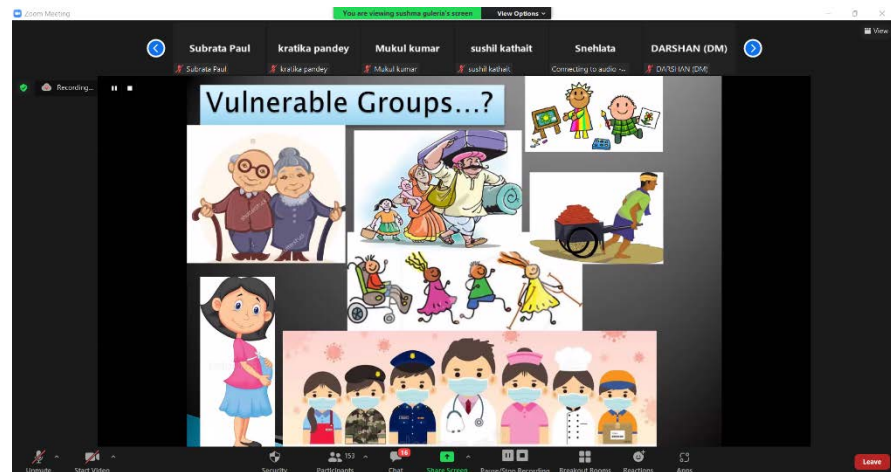 Zoom Meeting
You are viewing sushma guleria's screen
View Options
View
Subrata Paul
kratika pandey
Mukul kumar
sushil kathait
Snehlata
DARSHAN (DM)
Subrata Paul
kratika pandey
Mukul kumar
sushil kathait
Connecting to audio
DARSHAN (DM)
Recording...
Vulnerable Groups...?
Unmute
Start Video
Security
153
Participants
Chat
Share Screen
Pause/Stop Recording
Breakout Rooms
Reactions
Apps
Leave